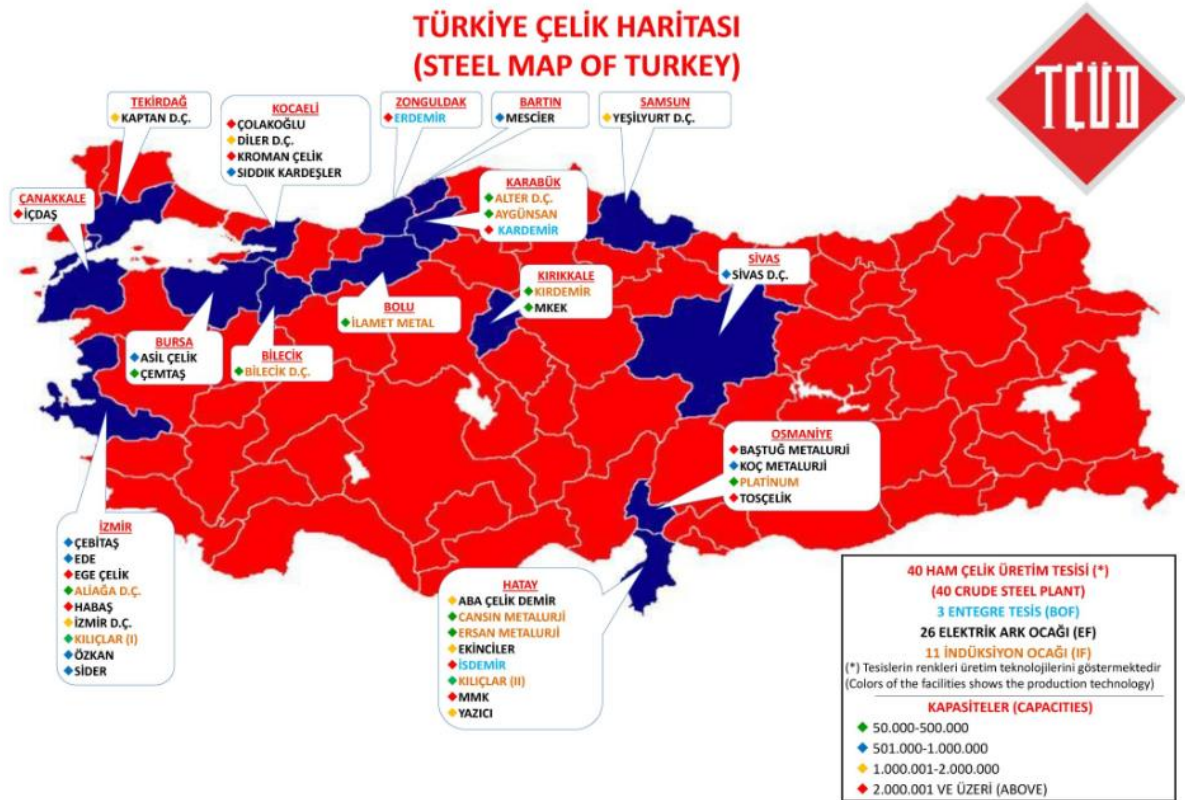 TÜRKİYE ÇELİK HARİTASI
(STEEL MAP OF TURKEY)
TÇÜD
TEKİRDAĞ
KAPTAN D.Ç.
KOCAELİ
ÇOLAKOĞLU
DİLER D.Ç.
KROMAN ÇELİK
SIDDIK KARDEŞLER
ZONGULDAK
ERDEMİR
BARTIN
MESCİER
SAMSUN
YEŞİLYURT D.Ç.
ÇANAKKALE
İÇDAŞ
KARABÜK
ALTER D.Ç.
AYGÜNSAN
KARDEMİR
SİVAS
SİVAS D.Ç.
KIRIKKALE
KIRDEMİR
MKEK
BOLU
İLAMET METAL
BURSA
ASİL ÇELİK
ÇEMTAŞ
BİLECİK
BİLECİK D.Ç.
OSMANİYE
BAŞTUĞ METALURJİ
KOÇ METALURJİ
PLATİNUM
TOSÇELİK
İZMİR
ÇEBİTAŞ
EDE
EGE ÇELİK
ALİAĞA D.Ç.
HABAŞ
İZMİR D.Ç.
KILIÇLAR (I)
ÖZKAN
SİDER
HATAY
ABA ÇELİK DEMİR
CANSIN METALURJİ
ERSAN METALURJİ
EKİNCİLER
İSDEMİR
KILIÇLAR (II)
MMK
YAZICI
40 HAM ÇELİK ÜRETİM TESİSİ (*)
(40 CRUDE STEEL PLANT)
3 ENTEGRE TESİS (BOF)
26 ELEKTRİK ARK OCAĞI (EF)
11 İNDÜKSİYON OCAĞI (IF)
(*) Tesislerin renkleri üretim teknolojilerini göstermektedir
(Colors of the facilities shows the production technology)
KAPASİTELER (CAPACITIES)
50.000-500.000
501.000-1.000.000
1.000.001-2.000.000
2.000.001 VE ÜZERİ (ABOVE)